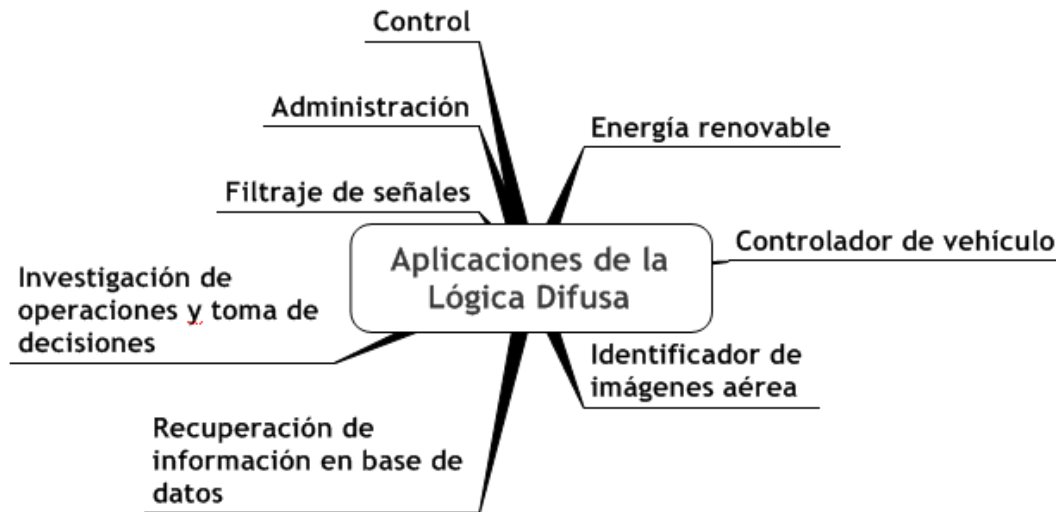 Control
Administración
Energía renovable
Filtraje de señales
Controlador de vehículo
Aplicaciones de la
Lógica Difusa
Investigación de
operaciones y toma de
decisiones
Identificador de
imágenes aérea
Recuperación de
información en base de
datos